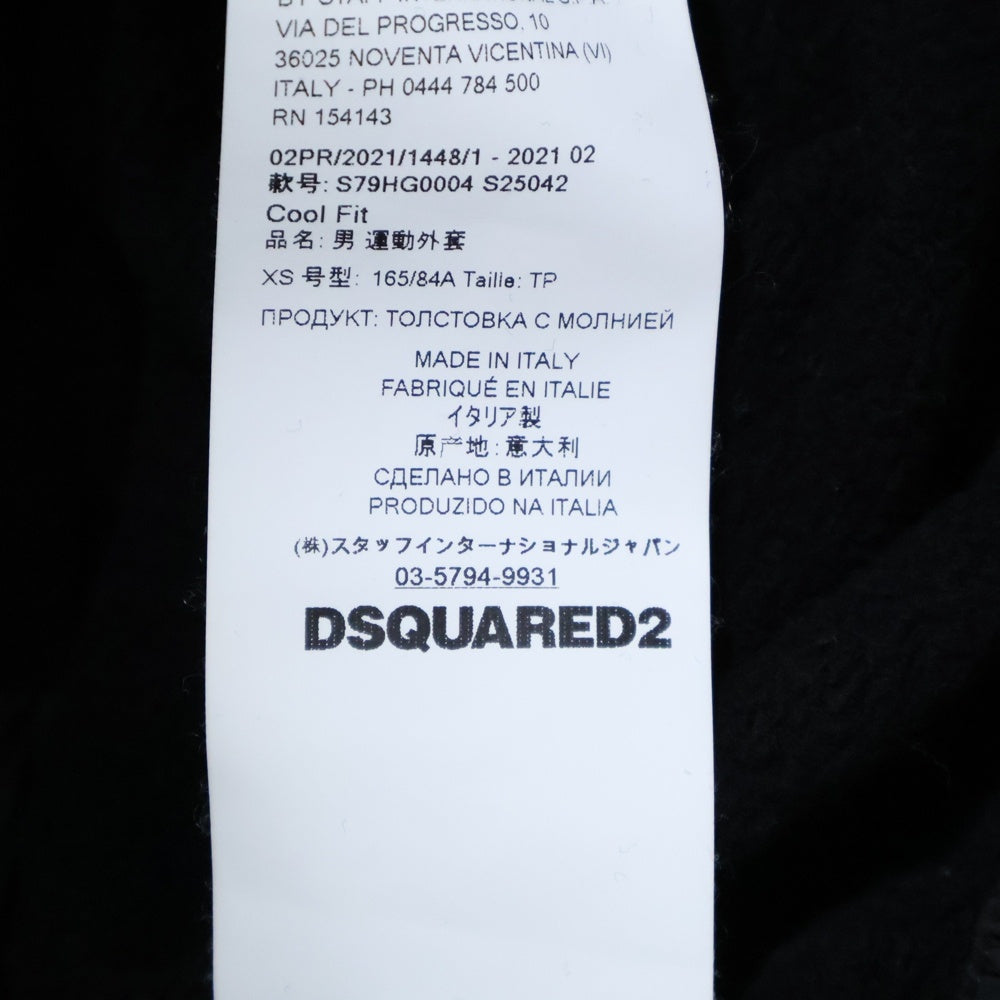 BY STAFF INTERNATIONAL S.P.A.
VIA DEL PROGRESSO, 10
36025 NOVENTA VICENTINA (VI)
ITALY - PH 0444 784 500
RN 154143
02PR/2021/1448/1 - 2021 02
款号: S79HG0004 S25042
Cool Fit
品名: 男 運動外套
XS 号型: 165/84A Taille: TP
ПРОДУКТ: ТОЛСТОВКА С МОЛНИЕЙ
MADE IN ITALY
FABRIQUÉ EN ITALIE
イタリア製
原产地: 意大利
СДЕЛАНО В ИТАЛИИ
PRODUZIDO NA ITALIA
(株)スタッフインターナショナルジャパン
03-5794-9931
DSQUARED2